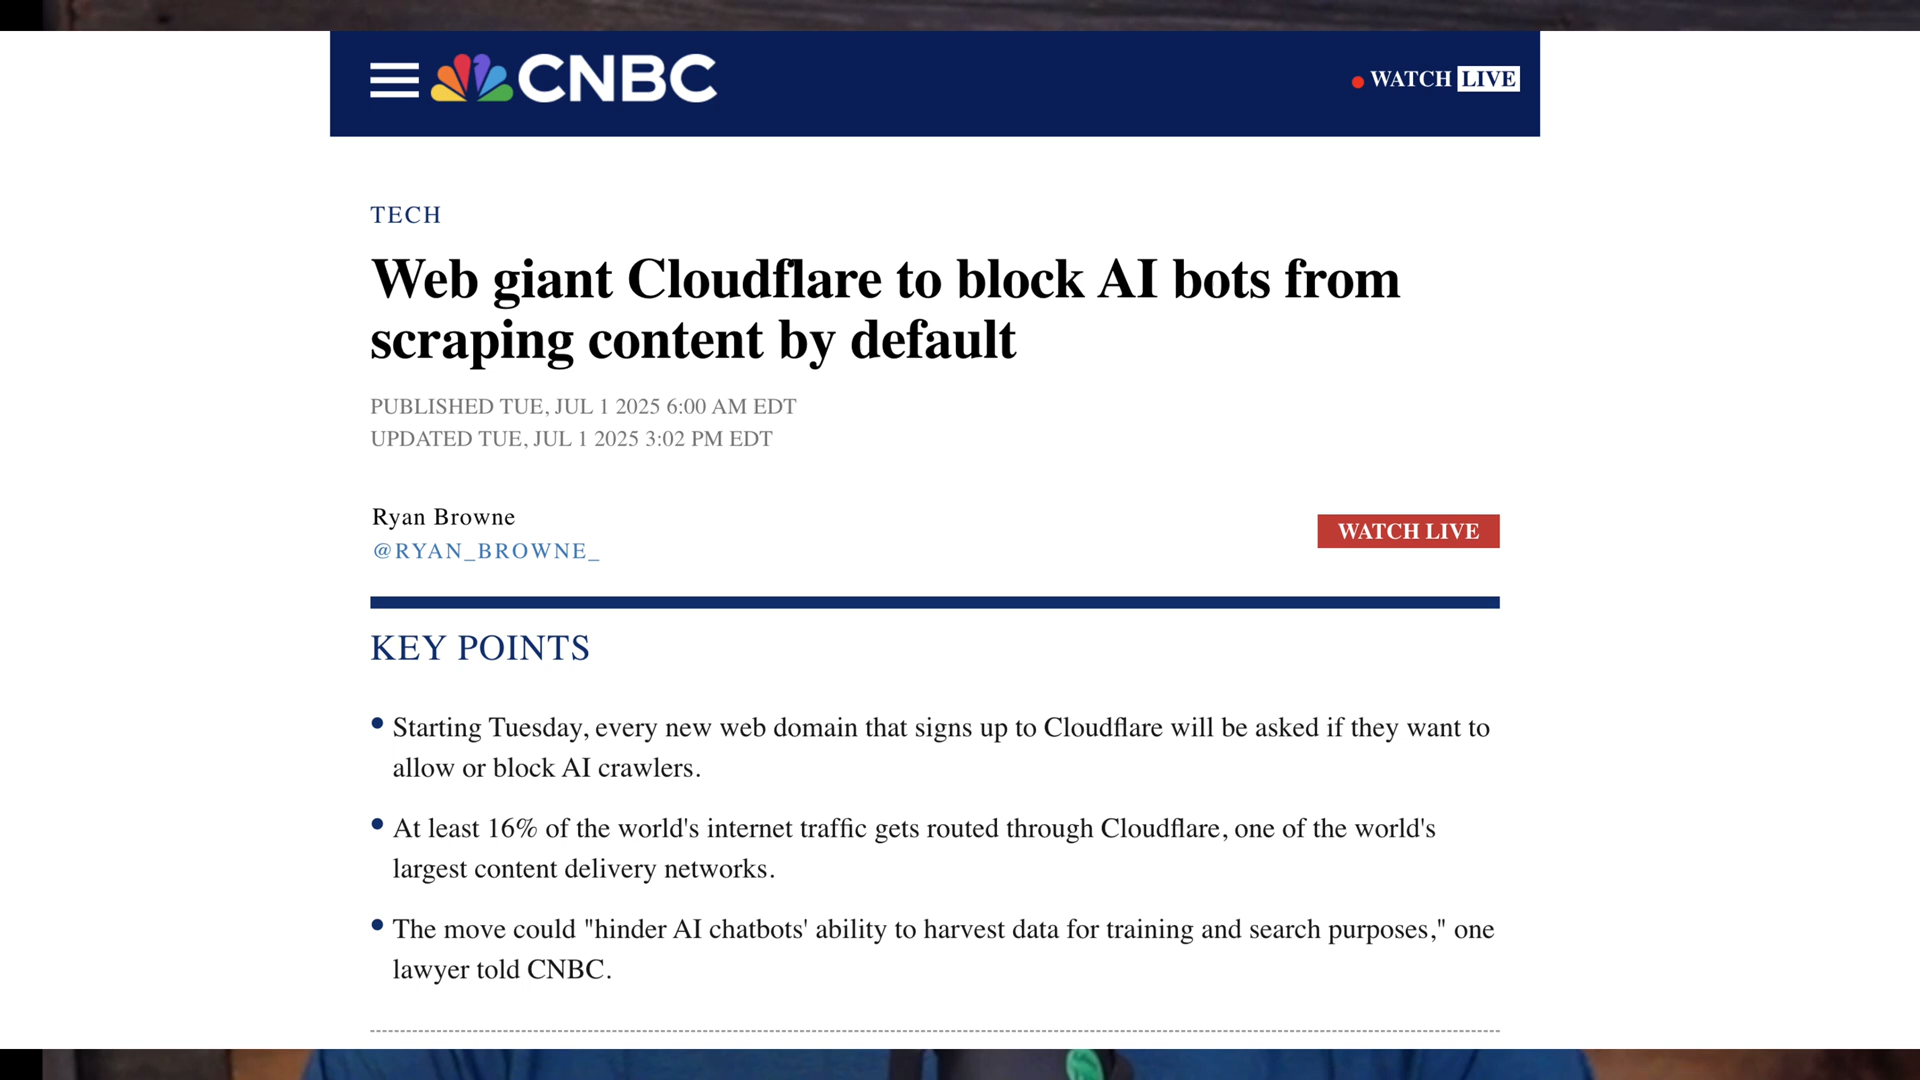 CNBC
WATCH LIVE
TECH
Web giant Cloudflare to block AI bots from
scraping content by default
PUBLISHED TUE, JUL 1 2025 6:00 AM EDT
UPDATED TUE, JUL 1 2025 3:02 PM EDT
Ryan Browne
@RYAN_BROWNE_
WATCH LIVE
KEY POINTS
Starting Tuesday, every new web domain that signs up to Cloudflare will be asked if they want to
allow or block AI crawlers.
At least 16% of the world's internet traffic gets routed through Cloudflare, one of the world's
largest content delivery networks.
The move could "hinder AI chatbots' ability to harvest data for training and search purposes," one
lawyer told CNBC.